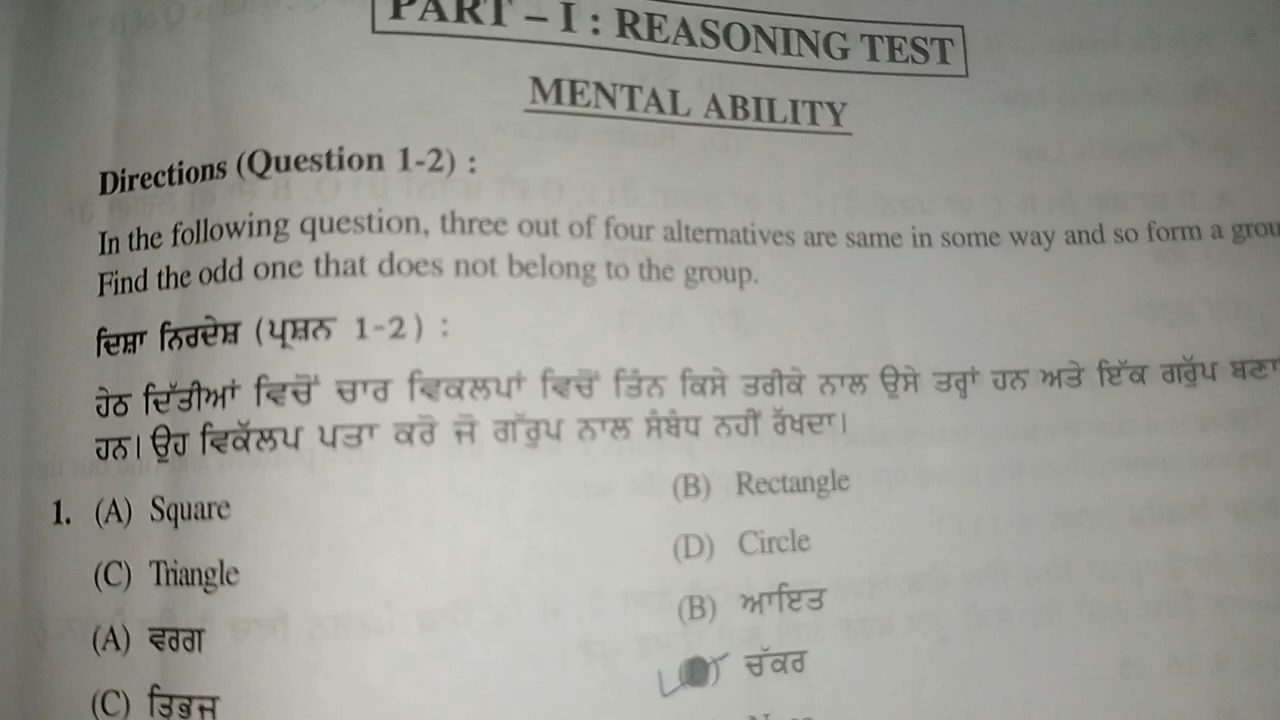 PART – I : REASONING TEST
MENTAL ABILITY
Directions (Question 1-2) :
In the following question, three out of four alternatives are same in some way and so form a grou
Find the odd one that does not belong to the group.
ਦਿਸ਼ਾ ਨਿਰਦੇਸ਼ (ਪ੍ਰਸ਼ਨ 1-2) :
ਹੇਠ ਦਿੱਤੀਆਂ ਵਿਚੋਂ ਚਾਰ ਵਿਕਲਪਾਂ ਵਿਚੋਂ ਤਿੰਨ ਕਿਸੇ ਤਰੀਕੇ ਨਾਲ ਉਸੇ ਤਰ੍ਹਾਂ ਹਨ ਅਤੇ ਇੱਕ ਗਰੁੱਪ ਬਣਾ
ਹਨ। ਉਹ ਵਿਕੱਲਪ ਪਤਾ ਕਰੋ ਜੋ ਗੱਰੁਪ ਨਾਲ ਸੰਬੰਧ ਨਹੀਂ ਰੱਖਦਾ।
1. (A) Square (B) Rectangle
(C) Triangle (D) Circle
(A) ਵਰਗ (B) ਆਇਤ
(C) ਤ੍ਰਿਭੁਜ ਚੱਕਰ